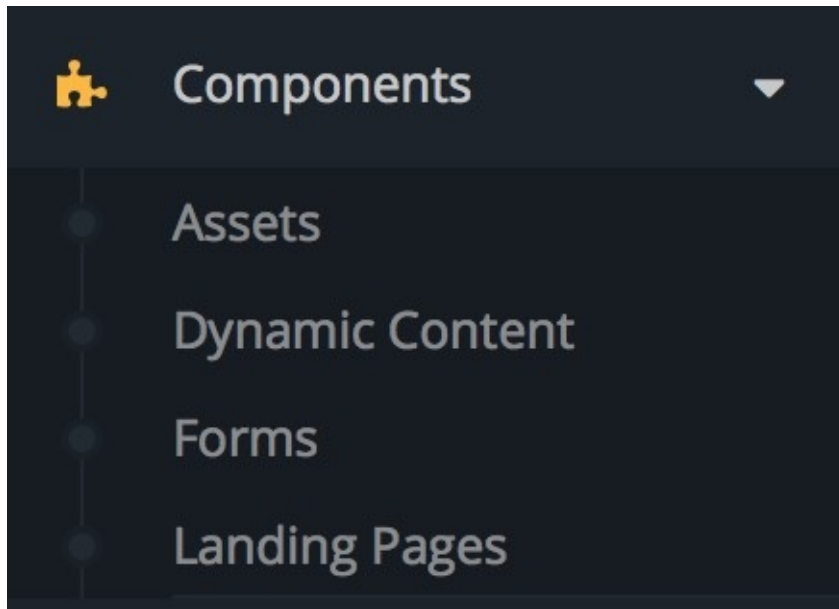 Components
Assets
Dynamic Content
Forms
Landing Pages